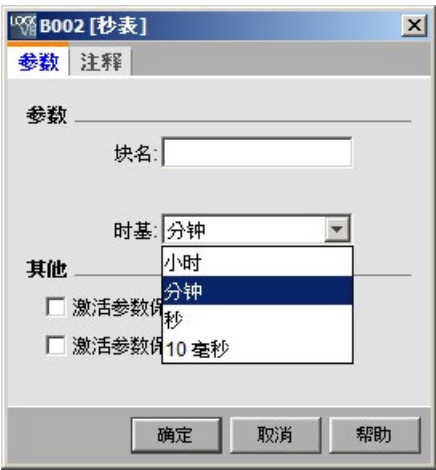 B002 [秒表]
参数 注释
参数
块名:
时基: 分钟
小时
其他
分钟
激活参数保
秒
激活参数保
10 毫秒
确定 取消 帮助